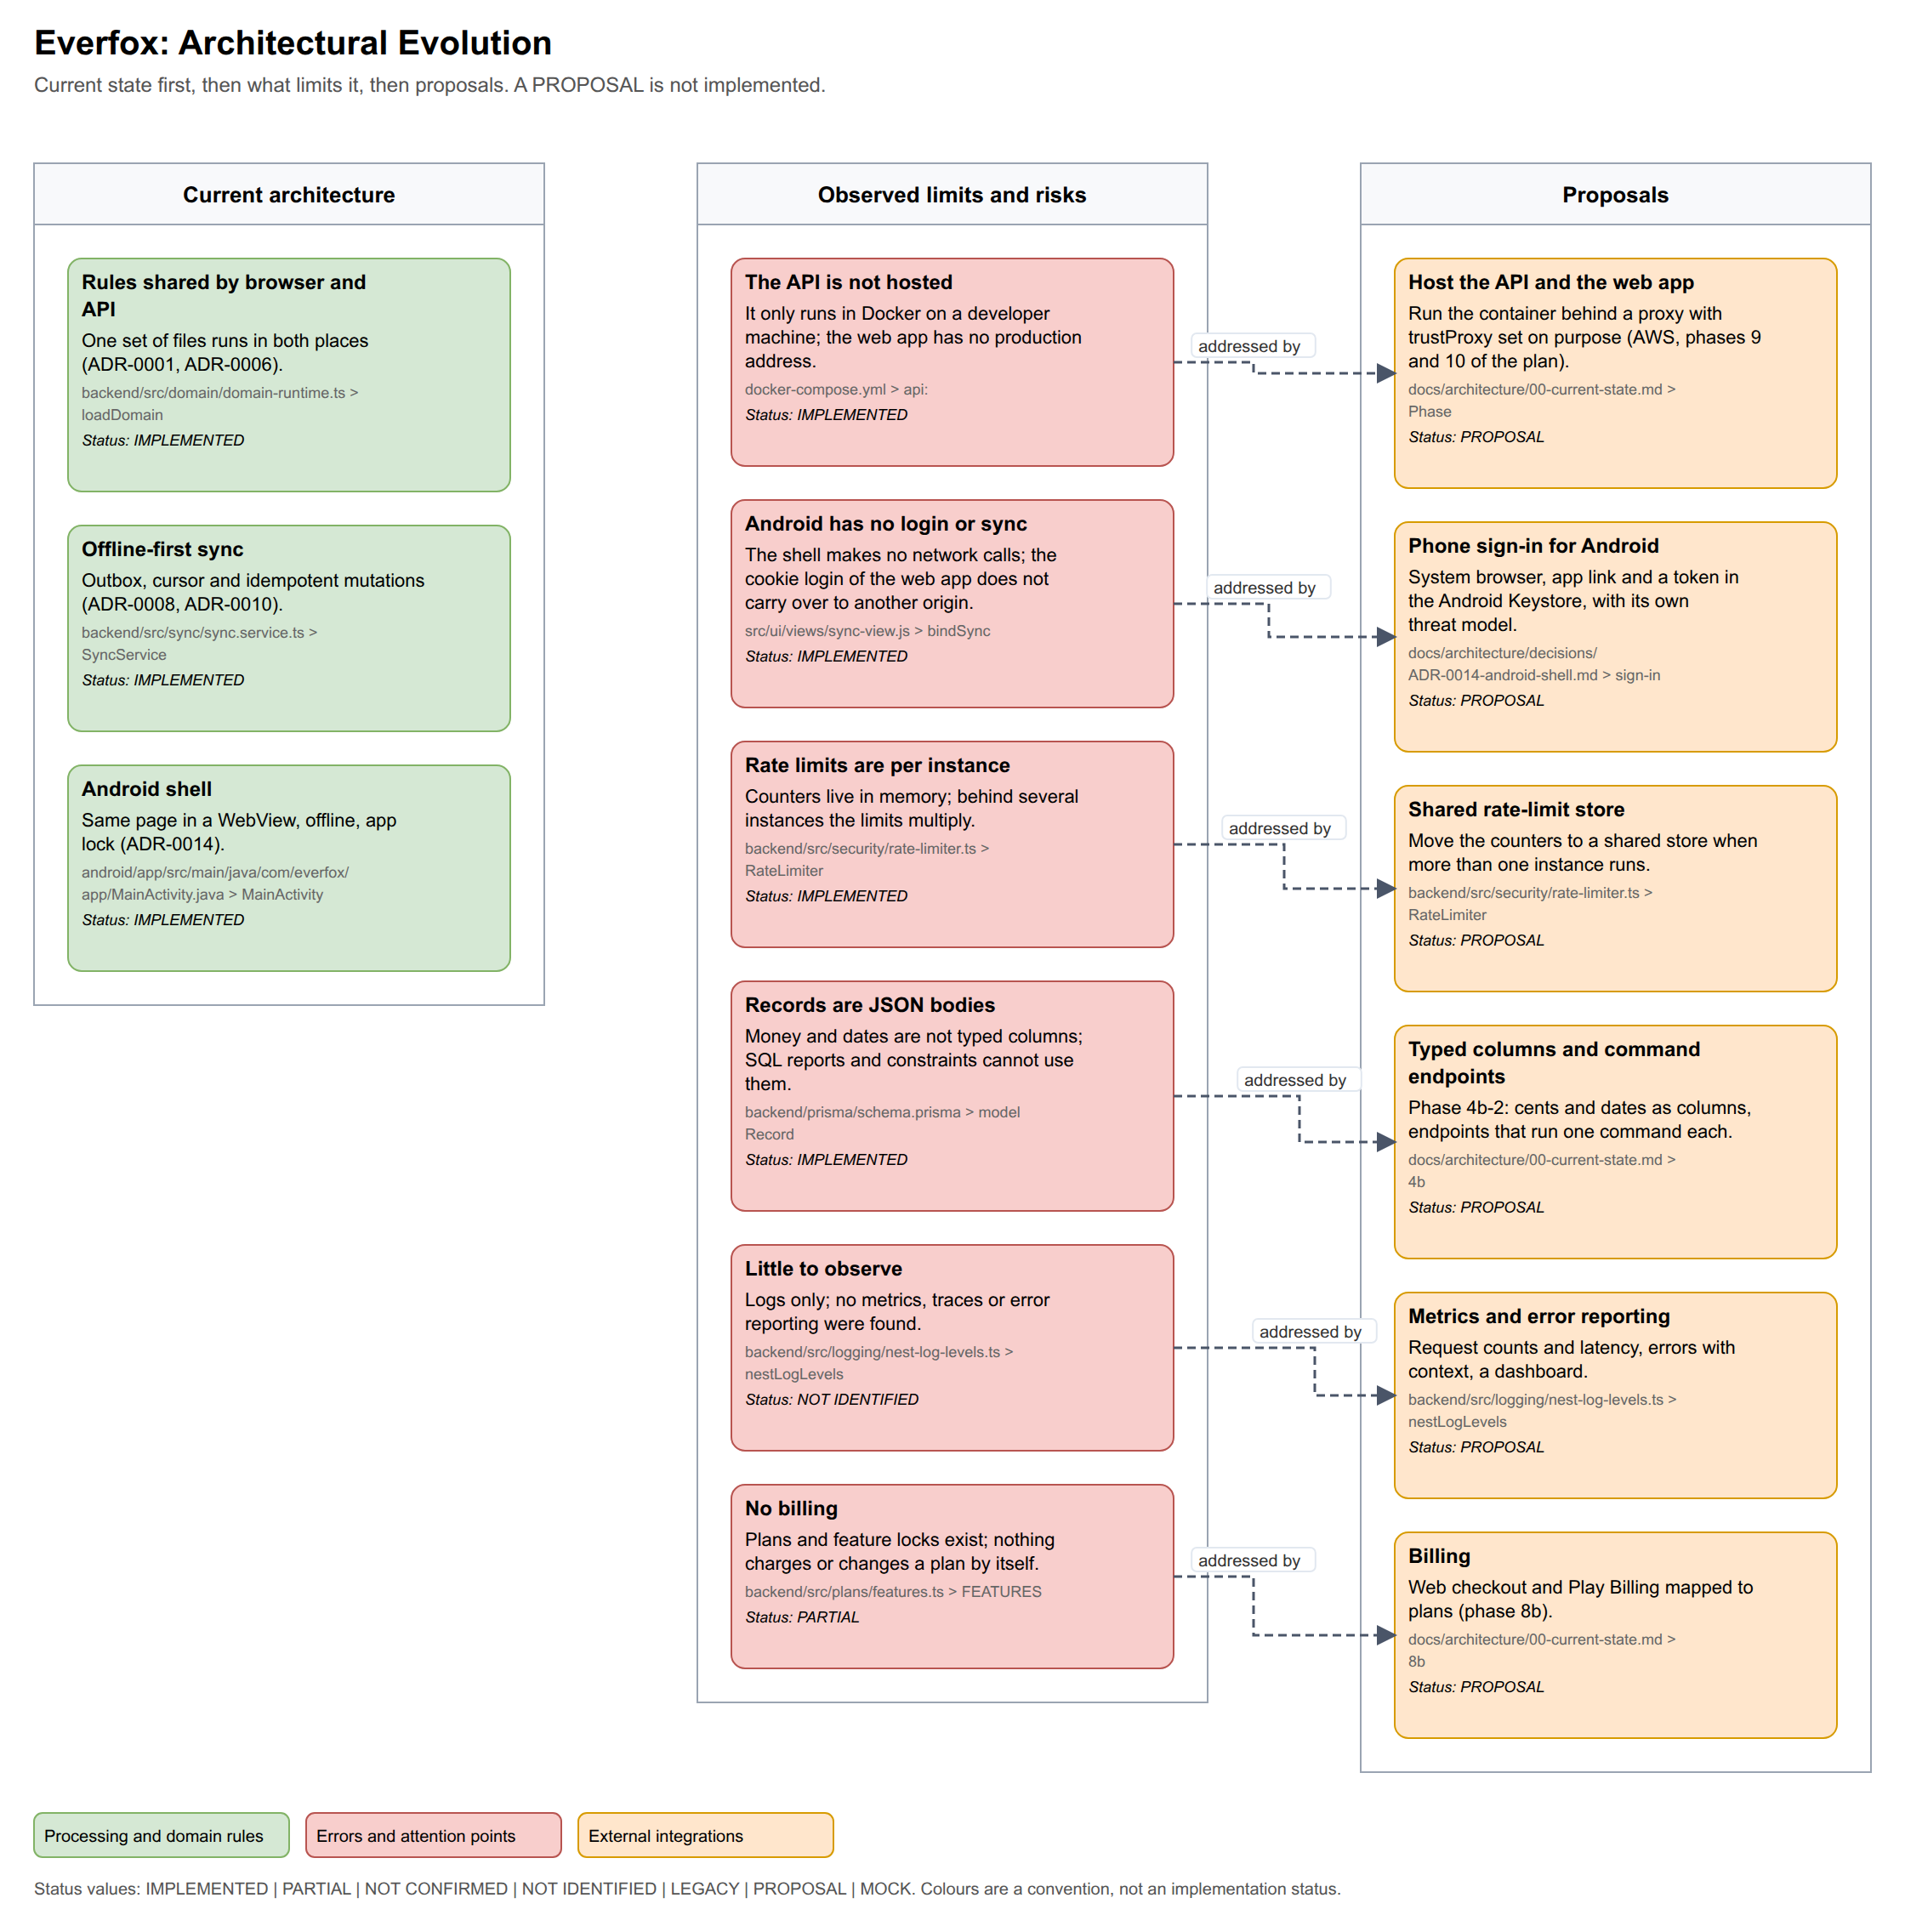 Everfox: Architectural Evolution
Current state first, then what limits it, then proposals. A PROPOSAL is not implemented.
Current architecture
Rules shared by browser and
API
One set of files runs in both places
(ADR-0001, ADR-0006).
backend/src/domain/domain-runtime.ts >
loadDomain
Status: IMPLEMENTED
Offline-first sync
Outbox, cursor and idempotent mutations
(ADR-0008, ADR-0010).
backend/src/sync/sync.service.ts >
SyncService
Status: IMPLEMENTED
Android shell
Same page in a WebView, offline, app
lock (ADR-0014).
android/app/src/main/java/com/everfox/
app/MainActivity.java > MainActivity
Status: IMPLEMENTED
Observed limits and risks
The API is not hosted
It only runs in Docker on a developer
machine; the web app has no production
address.
docker-compose.yml > api:
Status: IMPLEMENTED
Android has no login or sync
The shell makes no network calls; the
cookie login of the web app does not
carry over to another origin.
src/ui/views/sync-view.js > bindSync
Status: IMPLEMENTED
Rate limits are per instance
Counters live in memory; behind several
instances the limits multiply.
backend/src/security/rate-limiter.ts >
RateLimiter
Status: IMPLEMENTED
Records are JSON bodies
Money and dates are not typed columns;
SQL reports and constraints cannot use
them.
backend/prisma/schema.prisma > model
Record
Status: IMPLEMENTED
Little to observe
Logs only; no metrics, traces or error
reporting were found.
backend/src/logging/nest-log-levels.ts >
nestLogLevels
Status: NOT IDENTIFIED
No billing
Plans and feature locks exist; nothing
charges or changes a plan by itself.
backend/src/plans/features.ts > FEATURES
Status: PARTIAL
addressed by
addressed by
addressed by
addressed by
addressed by
addressed by
Proposals
Host the API and the web app
Run the container behind a proxy with
trustProxy set on purpose (AWS, phases 9
and 10 of the plan).
docs/architecture/00-current-state.md >
Phase
Status: PROPOSAL
Phone sign-in for Android
System browser, app link and a token in
the Android Keystore, with its own
threat model.
docs/architecture/decisions/
ADR-0014-android-shell.md > sign-in
Status: PROPOSAL
Shared rate-limit store
Move the counters to a shared store when
more than one instance runs.
backend/src/security/rate-limiter.ts >
RateLimiter
Status: PROPOSAL
Typed columns and command
endpoints
Phase 4b-2: cents and dates as columns,
endpoints that run one command each.
docs/architecture/00-current-state.md >
4b
Status: PROPOSAL
Metrics and error reporting
Request counts and latency, errors with
context, a dashboard.
backend/src/logging/nest-log-levels.ts >
nestLogLevels
Status: PROPOSAL
Billing
Web checkout and Play Billing mapped to
plans (phase 8b).
docs/architecture/00-current-state.md >
8b
Status: PROPOSAL
Processing and domain rules
Errors and attention points
External integrations
Status values: IMPLEMENTED | PARTIAL | NOT CONFIRMED | NOT IDENTIFIED | LEGACY | PROPOSAL | MOCK. Colours are a convention, not an implementation status.